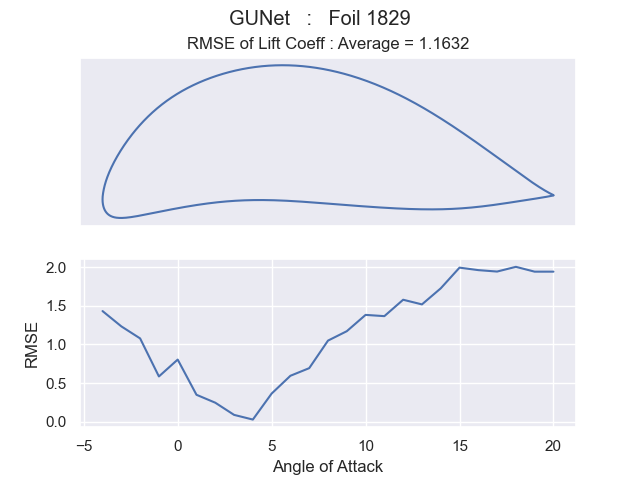 GUNet : Foil 1829
RMSE of Lift Coeff : Average = 1.1632
2.0
1.5
1.0
0.5
0.0
RMSE
−5 0 5 10 15 20
Angle of Attack